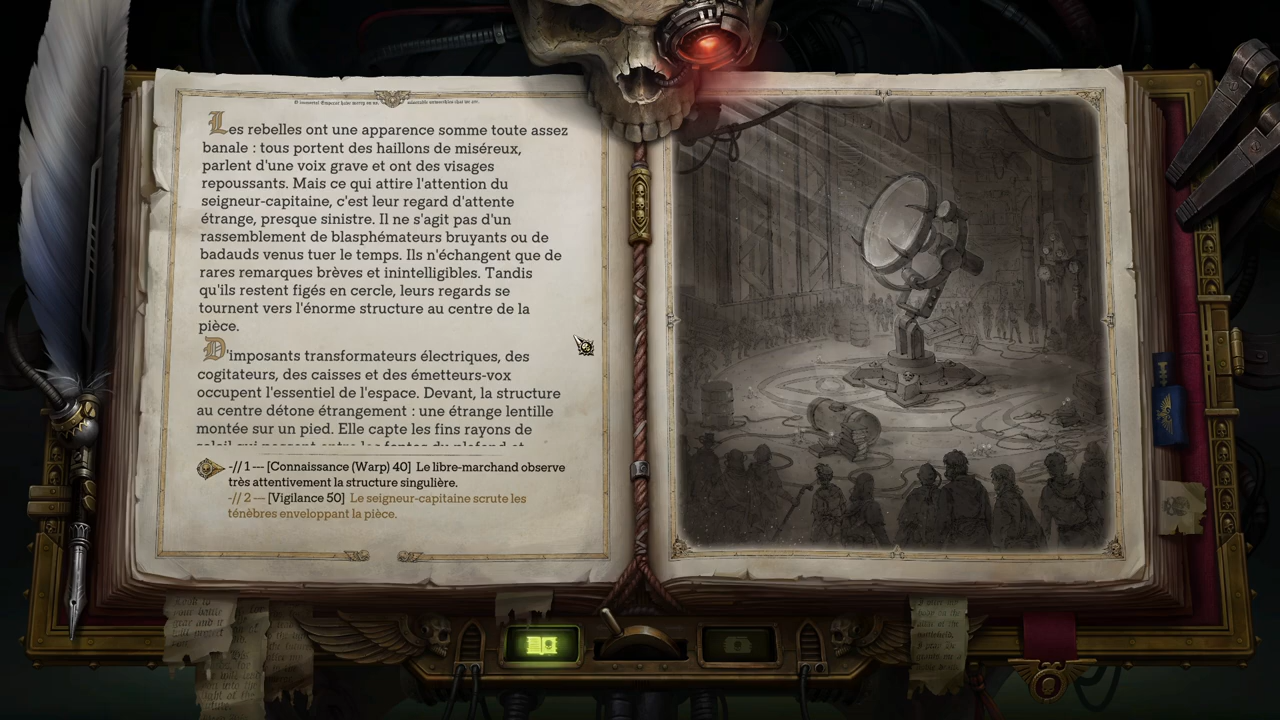 Les rebelles ont une apparence somme toute assez
banale : tous portent des haillons de miséreux,
parlent d'une voix grave et ont des visages
repoussants. Mais ce qui attire l'attention du
seigneur-capitaine, c'est leur regard d'attente
étrange, presque sinistre. Il ne s'agit pas d'un
rassemblement de blasphémateurs bruyants ou de
badauds venus tuer le temps. Ils n'échangent que de
rares remarques brèves et inintelligibles. Tandis
qu'ils restent figés en cercle, leurs regards se
tournent vers l'énorme structure au centre de la
pièce.
D'imposants transformateurs électriques, des
cogitateurs, des caisses et des émetteurs-vox
occupent l'essentiel de l'espace. Devant, la structure
au centre détone étrangement : une étrange lentille
montée sur un pied. Elle capte les fins rayons de
-// 1 — [Connaissance (Warp) 40] Le libre-marchand observe
très attentivement la structure singulière.
-// 2 — [Vigilance 50] Le seigneur-capitaine scrute les
ténèbres enveloppant la pièce.